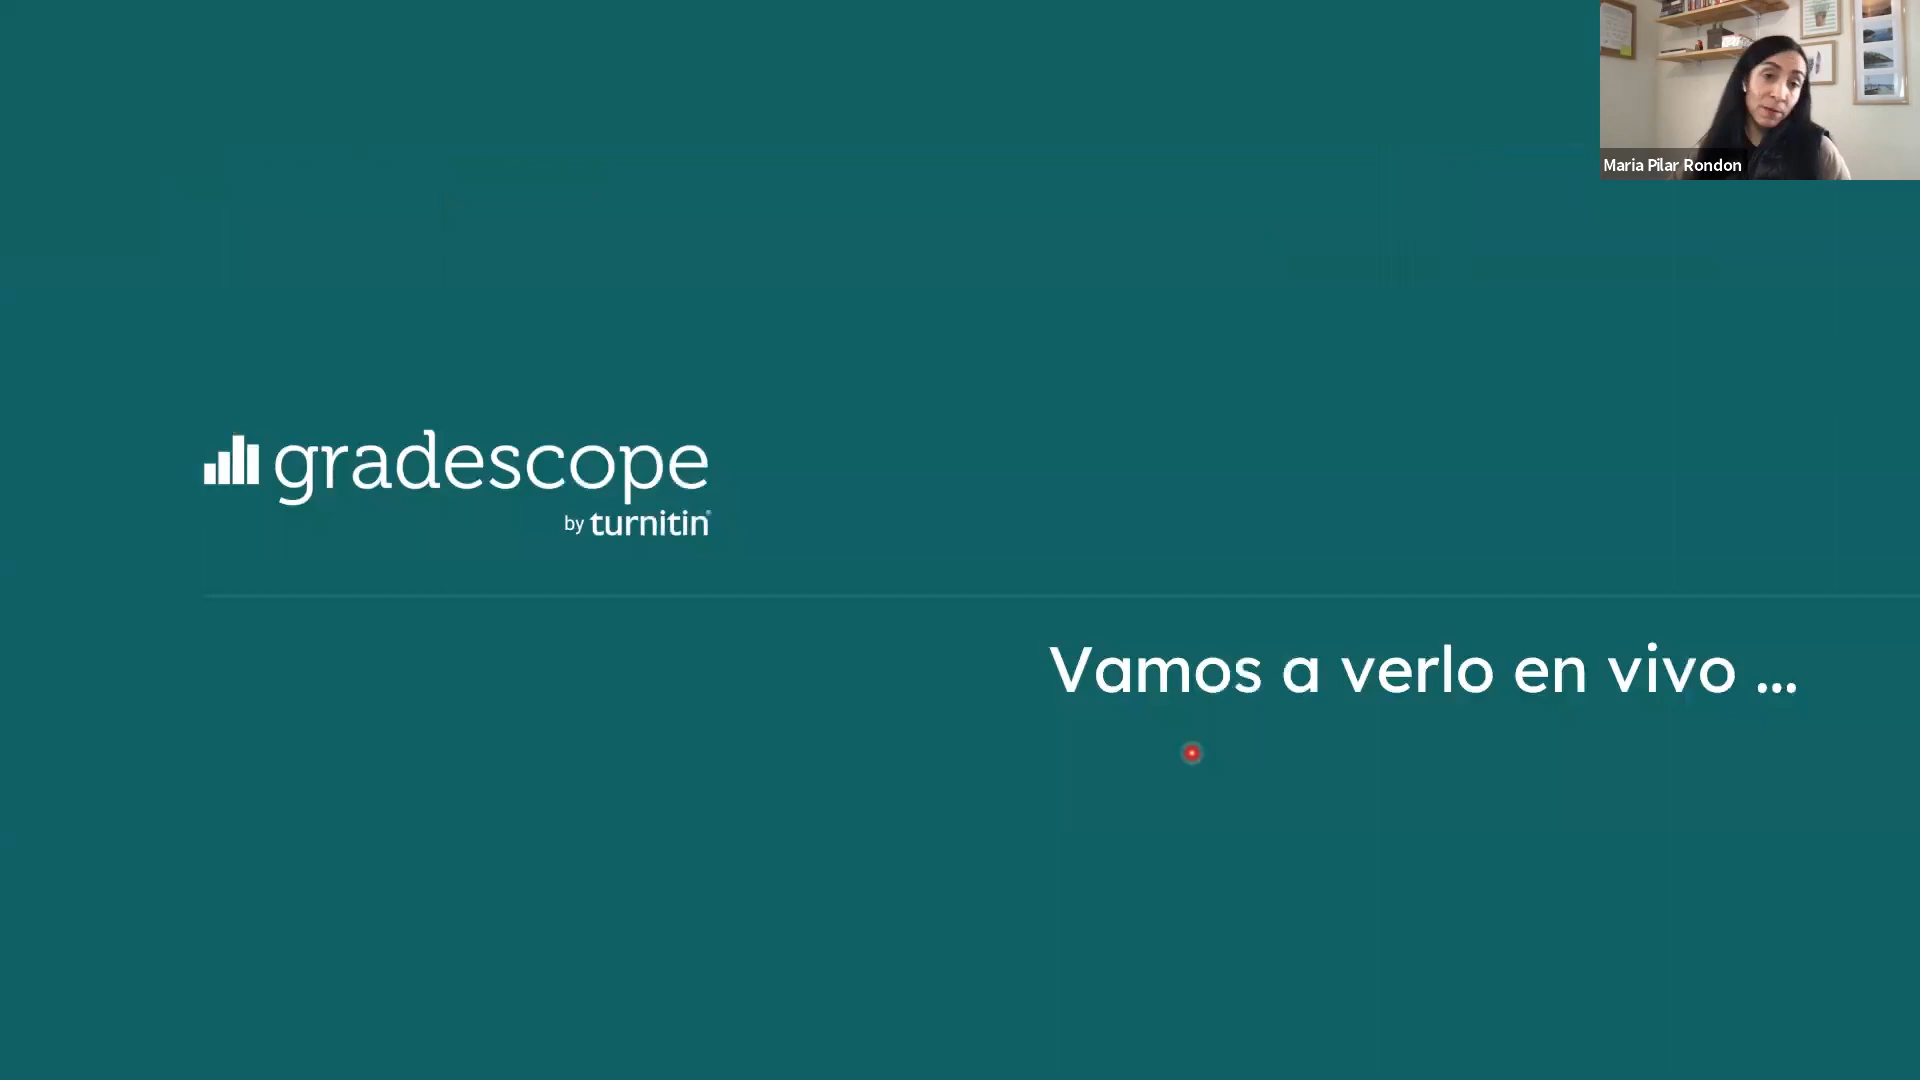 Maria Pilar Rondon
gradescope
by turnitin
Vamos a verlo en vivo ...